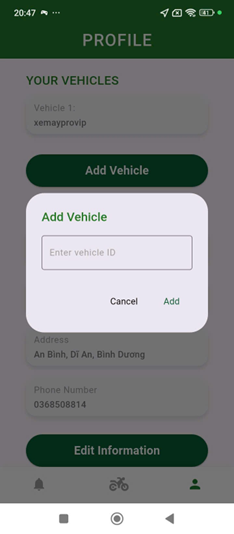 20:47
PROFILE
YOUR VEHICLES
Vehicle 1:
xemayprovip
Add Vehicle
Add Vehicle
Enter vehicle ID
Cancel
Add
Address
An Bình, Dĩ An, Bình Dương
Phone Number
0368508814
Edit Information